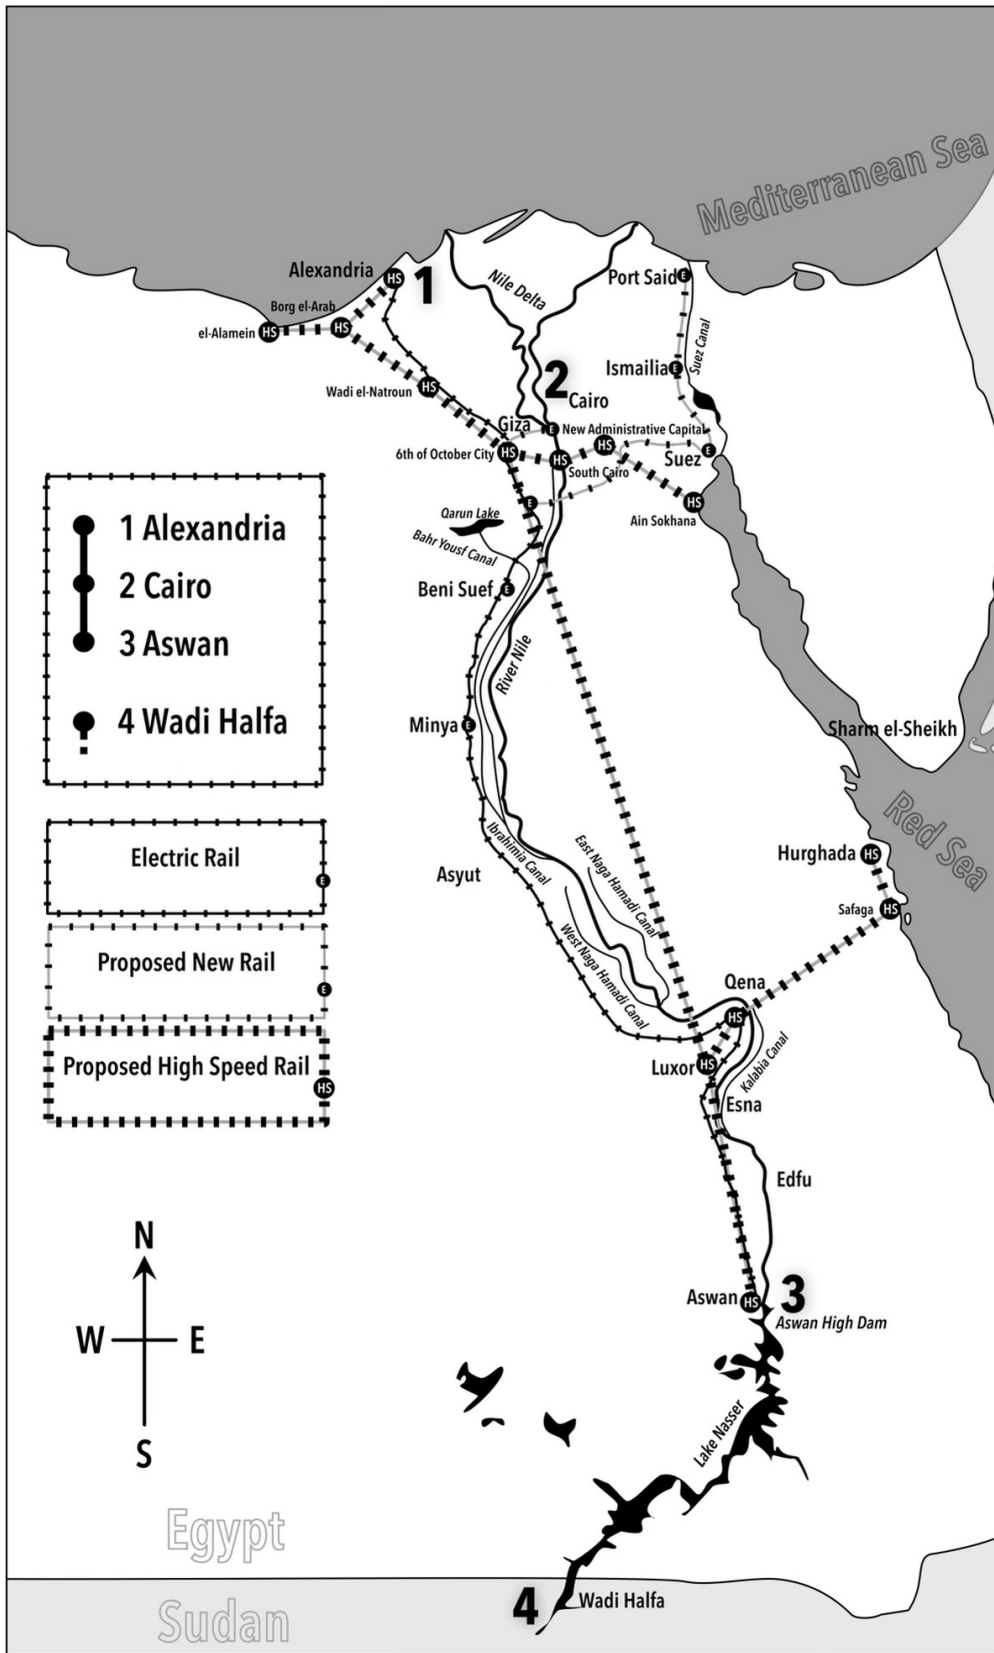 Mediterranean Sea
Alexandria
HS
1
Nile Delta
Port Said
E
Borg el-Arab
HS
el-Alamein
HS
Suez Canal
Ismailia
E
2
Cairo
Wadi el-Natroun
HS
Giza
E
New Administrative Capital
HS
6th of October City
HS
HS
South Cairo
Suez
E
E
HS
Ain Sokhana
Qarun Lake
Bahr Yousf Canal
Beni Suef
E
River Nile
Minya
E
Sharm el-Sheikh
Red Sea
Ibrahimia Canal
East Naga Hamadi Canal
Hurghada
HS
Asyut
Safaga
HS
West Naga Hamadi Canal
Qena
HS
Luxor
HS
Kalabia Canal
Esna
Edfu
Aswan
HS
3
Aswan High Dam
Lake Nasser
4
Wadi Halfa
1 Alexandria
2 Cairo
3 Aswan
4 Wadi Halfa
Electric Rail
E
Proposed New Rail
E
Proposed High Speed Rail
HS
N
W
E
S
Egypt
Sudan